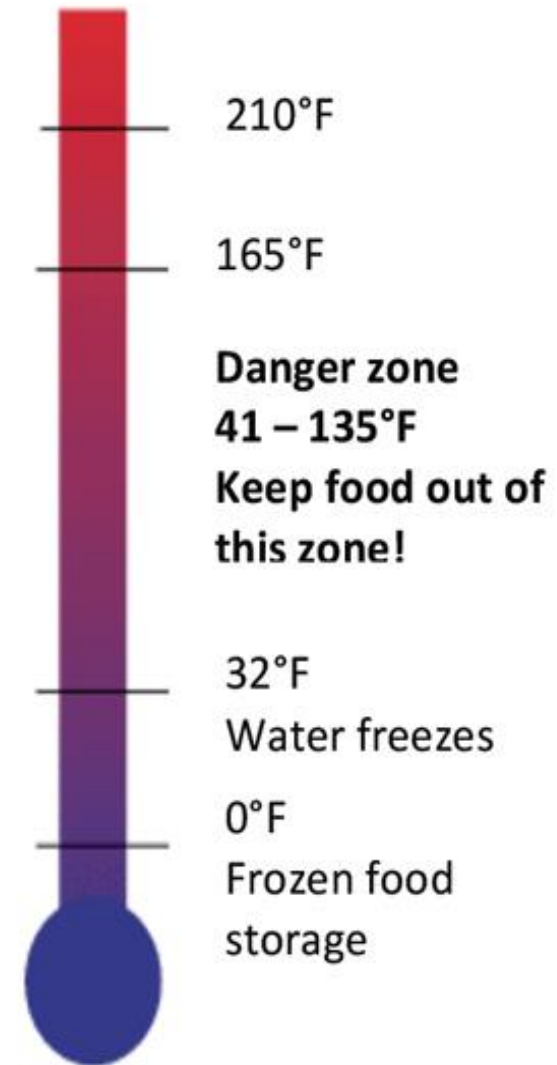 210°F
165°F
Danger zone
41 – 135°F
Keep food out of
this zone!
32°F
Water freezes
0°F
Frozen food
storage